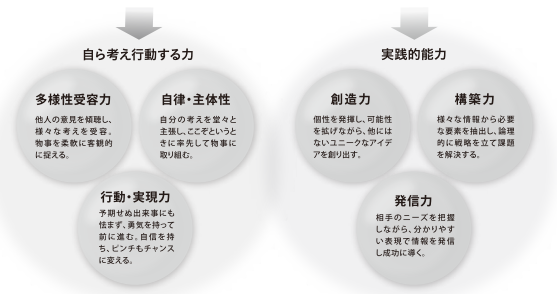 自ら考え行動する力
多様性受容力
他人の意見を傾聴し、
様々な考えを受容。
物事を柔軟に客観的
に捉える。
自律・主体性
自分の考えを堂々と
主張し、ここぞというと
きに率先して物事に
取り組む。
行動・実現力
予期せぬ出来事にも
怯まず、勇気を持って
前に進む。自信を持
ち、ピンチもチャンス
に変える。
実践的能力
創造力
個性を発揮し、可能性
を拡げながら、他には
ないユニークなアイデ
アを創り出す。
構築力
様々な情報から必要
な要素を抽出し、論理
的に戦略を立て課題
を解決する。
発信力
相手のニーズを把握
しながら、分かりやす
い表現で情報を発信
し成功に導く。